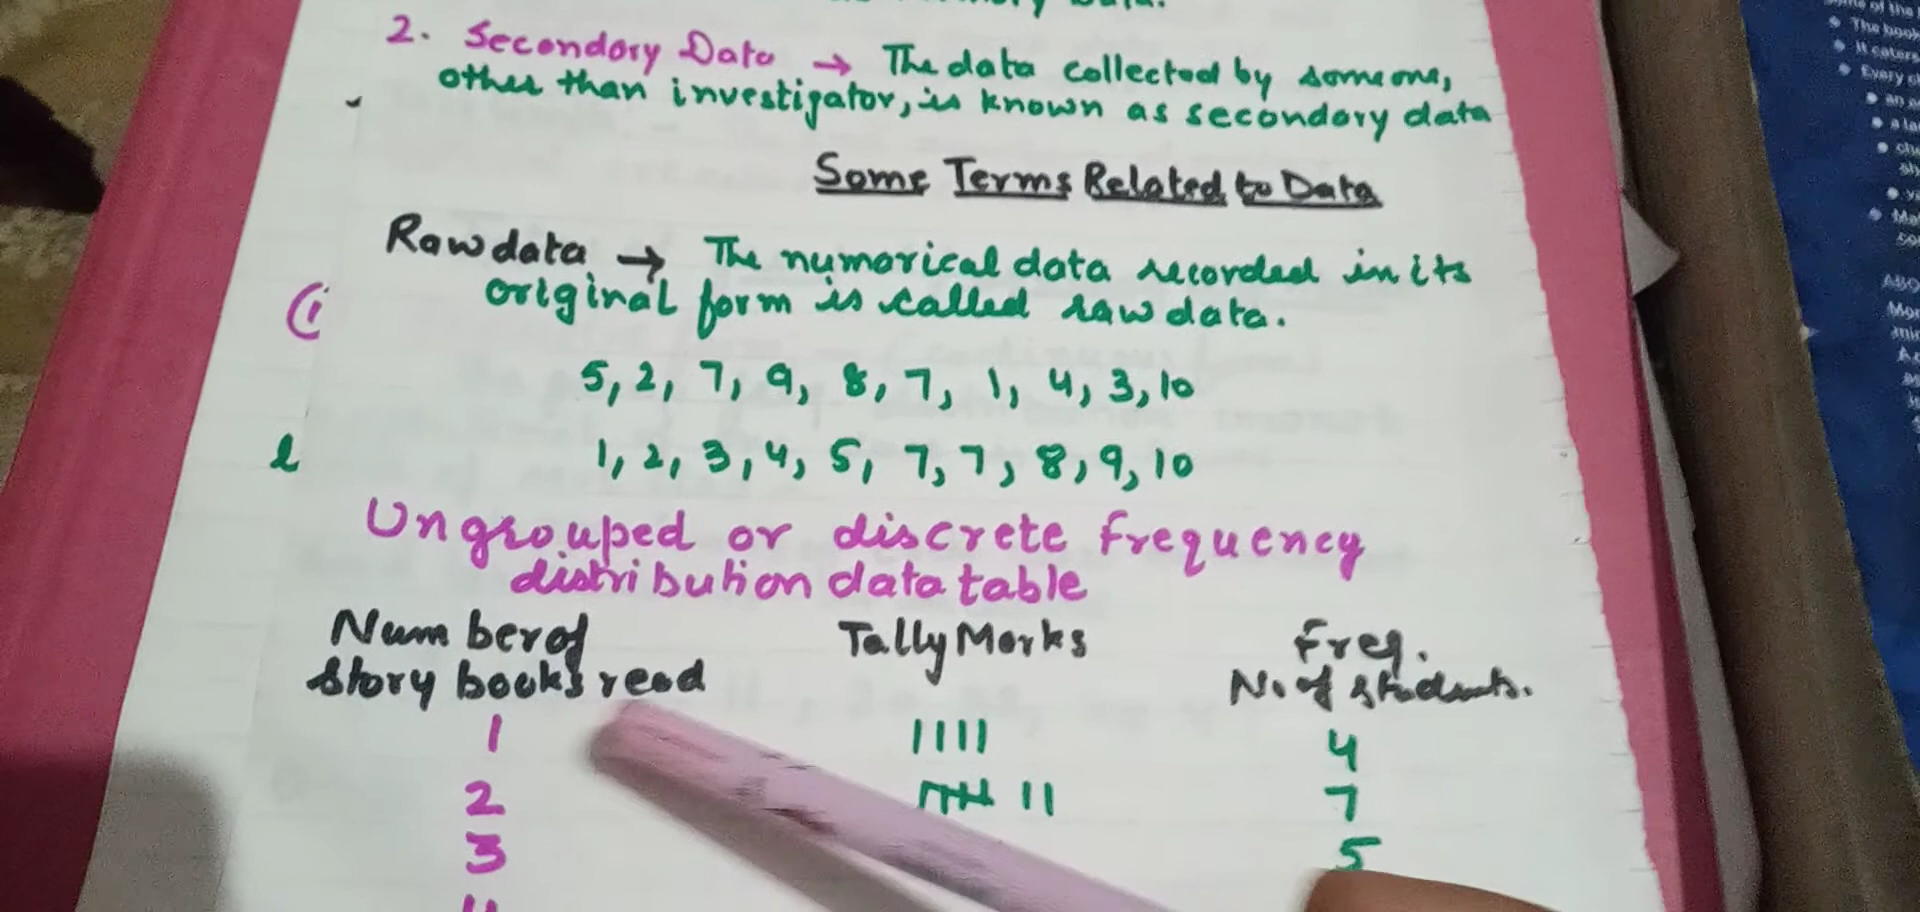 2. Secondary Data → The data collected by someone,
other than investigator, is known as secondary data
Some Terms Related to Data
Raw data → The numerical data recorded in its
original form is called raw data.
(i
5, 2, 7, 9, 8, 7, 1, 4, 3, 10
1, 2, 3, 4, 5, 7, 7, 8, 9, 10
Ungrouped or discrete frequency
distribution data table
Number of Tally Marks Freq.
story books read No. of students.
1 |||| 4
2 7
3 5
The book
It caters